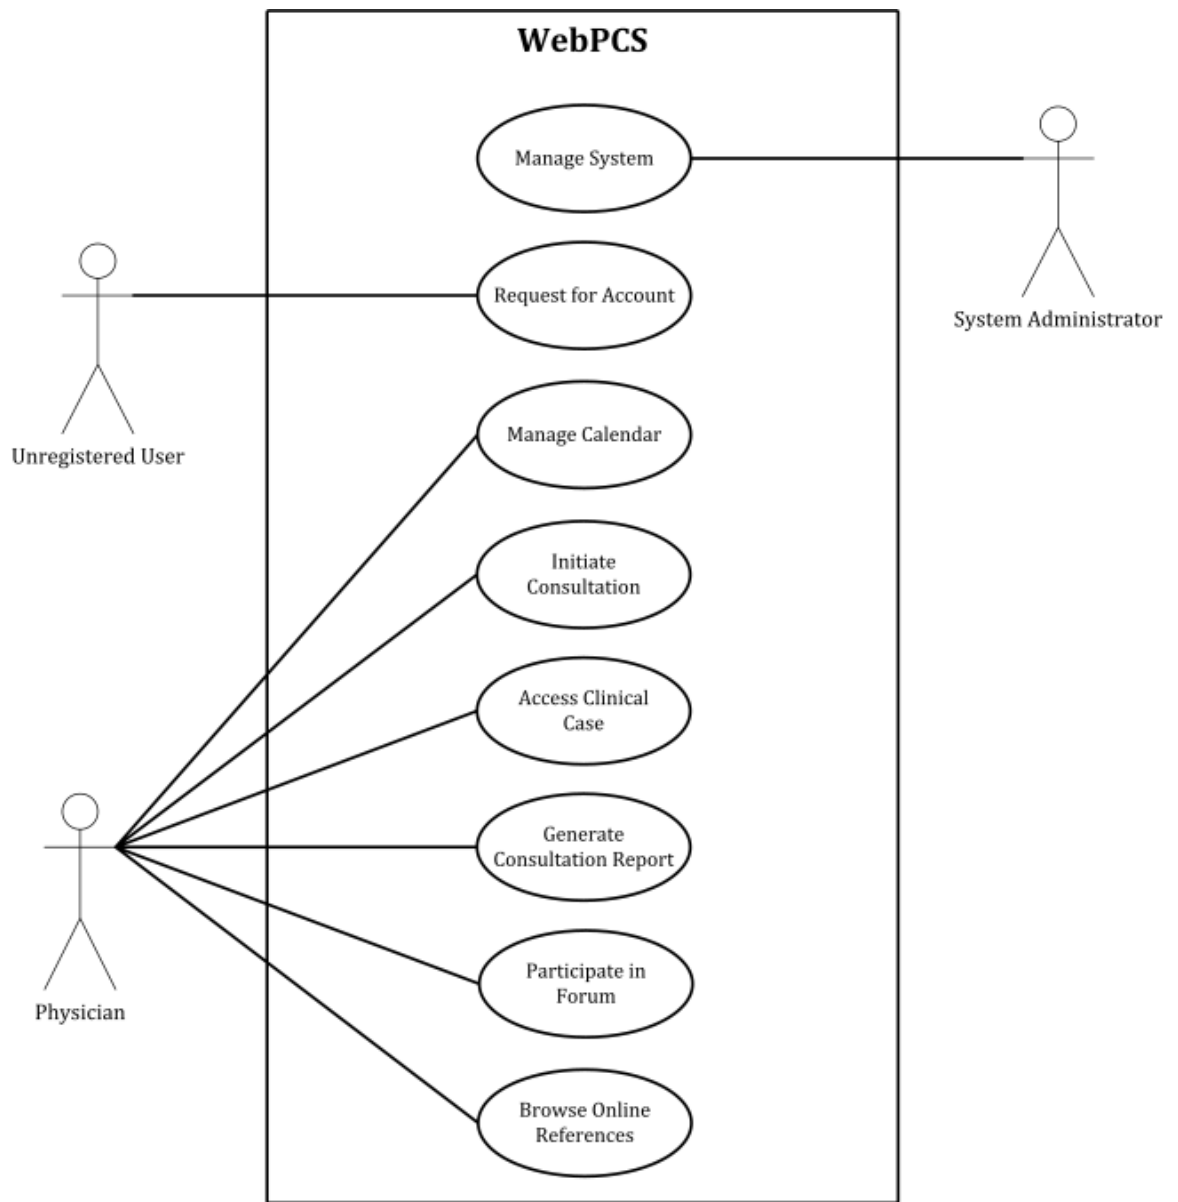 WebPCS
Manage System
System Administrator
Request for Account
Unregistered User
Manage Calendar
Initiate
Consultation
Access Clinical
Case
Generate
Consultation Report
Physician
Participate in
Forum
Browse Online
References